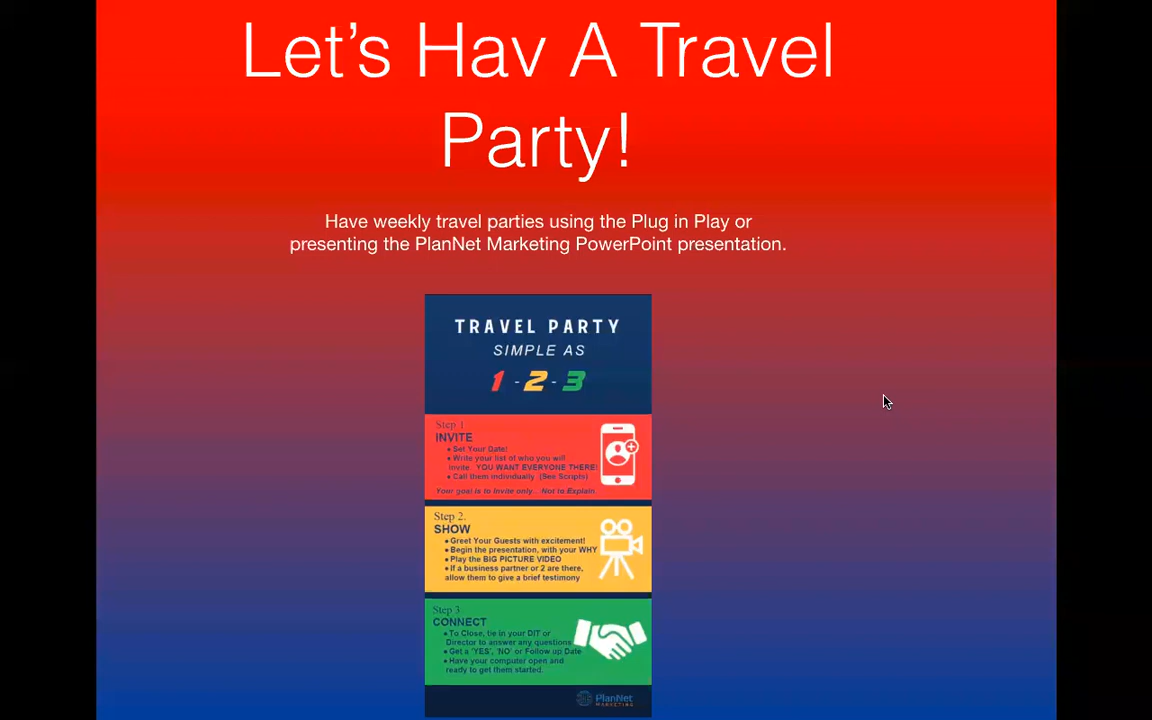 Let's Hav A Travel
Party!
Have weekly travel parties using the Plug in Play or
presenting the PlanNet Marketing PowerPoint presentation.
TRAVEL PARTY
SIMPLE AS
1 - 2 - 3
Step 1
INVITE
• Set Your Date!
• Write your list of who you will
invite. YOU WANT EVERYONE THERE!
• Call them individually (See Scripts)
Your goal is to Invite only...Not to Explain.
Step 2.
SHOW
• Greet Your Guests with excitement!
• Begin the presentation, with your WHY
• Play the BIG PICTURE VIDEO
• If a business partner or 2 are there,
allow them to give a brief testimony
Step 3.
CONNECT
• To Close, tie in your DIT or
Director to answer any questions
• Get a 'YES', 'NO' or Follow up Date
• Have your computer open and
ready to get them started.
PlanNet
MARKETING